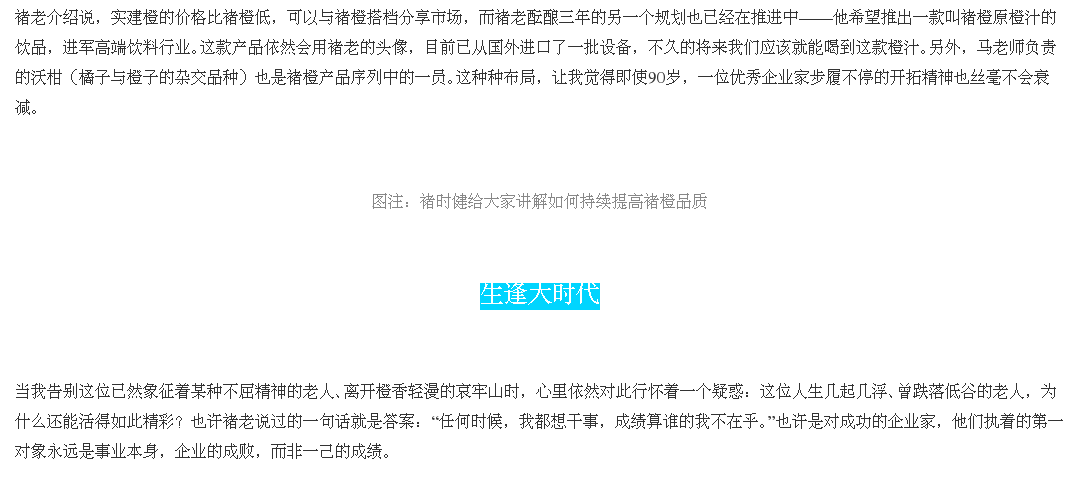 褚老介绍说，实建橙的价格比褚橙低，可以与褚橙搭档分享市场，而褚老酝酿三年的另一个规划也已经在推进中——他希望推出一款叫褚橙原橙汁的
饮品，进军高端饮料行业。这款产品依然会用褚老的头像，目前已从国外进口了一批设备，不久的将来我们应该就能喝到这款橙汁。另外，马老师负责
的沃柑（橘子与橙子的杂交品种）也是褚橙产品序列中的一员。这种种布局，让我觉得即使90岁，一位优秀企业家步履不停的开拓精神也丝毫不会衰
减。
图注：褚时健给大家讲解如何持续提高褚橙品质
生逢大时代
当我告别这位已然象征着某种不屈精神的老人、离开橙香轻漫的哀牢山时，心里依然对此行怀着一个疑惑：这位人生几起几浮、曾跌落低谷的老人，为
什么还能活得如此精彩？也许褚老说过的一句话就是答案：“任何时候，我都想干事，成绩算谁的我不在乎。”也许是对成功的企业家，他们执着的第一
对象永远是事业本身，企业的成败，而非一己的成绩。